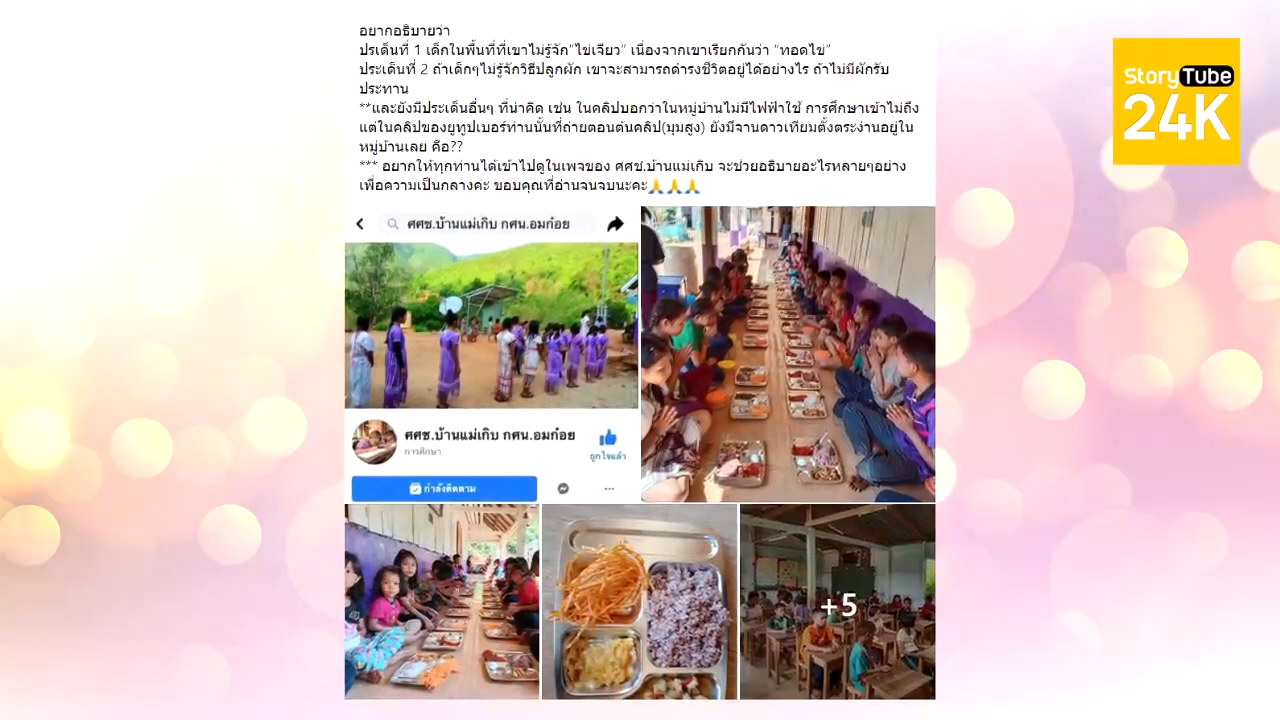 อยากอธิบายว่า
ปรเด็นที่ 1 เด็กในพื้นที่ที่เขาไม่รู้จัก"ไข่เจียว" เนื่องจากเขาเรียกกันว่า "ทอดไข่"
ประเด็นที่ 2 ถ้าเด็กๆไม่รู้จักวิธีปลูกผัก เขาจะสามารถดำรงชีวิตอยู่ได้อย่างไร ถ้าไม่มีผักรับ
ประทาน
**และยังมีประเด็นอื่นๆ ที่น่าคิด เช่น ในคลิปบอกว่าในหมู่บ้านไม่มีไฟฟ้าใช้ การศึกษาเข้าไม่ถึง
แต่ในคลิปของยูทูปเบอร์ท่านนั้นที่ถ่ายตอนต้นคลิป(มุมสูง) ยังมีจานดาวเทียมตั้งตระง่านอยู่ใน
หมู่บ้านเลย คือ??
*** อยากให้ทุกท่านได้เข้าไปดูในเพจของ ศศช.บ้านแม่เกิบ จะช่วยอธิบายอะไรหลายๆอย่าง
เพื่อความเป็นกลางคะ ขอบคุณที่อ่านจนจบนะคะ🙏🙏🙏
StoryTube
24K
ศศช.บ้านแม่เกิบ กศน.อมก๋อย
ศศช.บ้านแม่เกิบ กศน.อมก๋อย
การศึกษา
ถูกใจแล้ว
กำลังติดตาม
+5